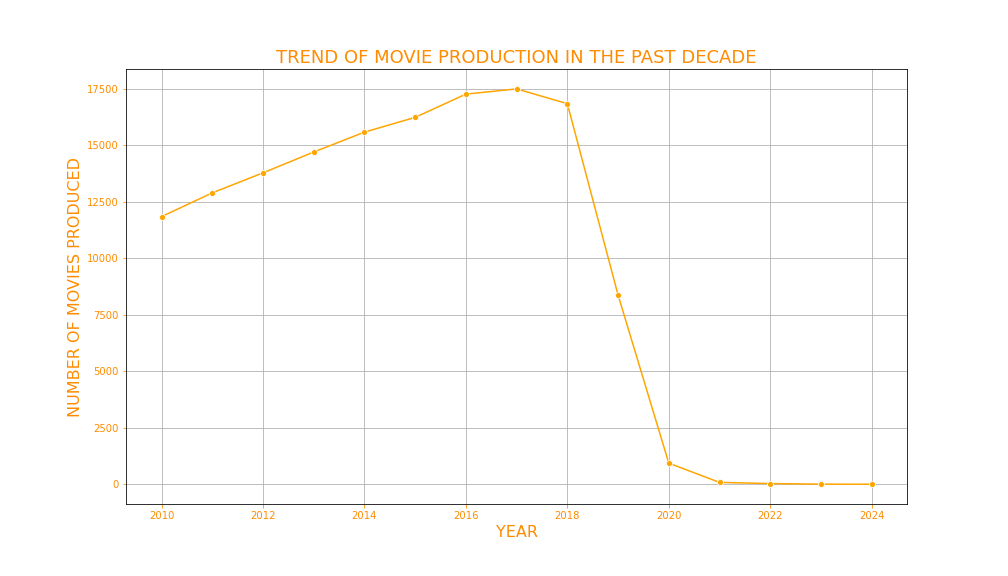 TREND OF MOVIE PRODUCTION IN THE PAST DECADE
NUMBER OF MOVIES PRODUCED
17500
15000
12500
10000
7500
5000
2500
0
2010 2012 2014 2016 2018 2020 2022 2024
YEAR